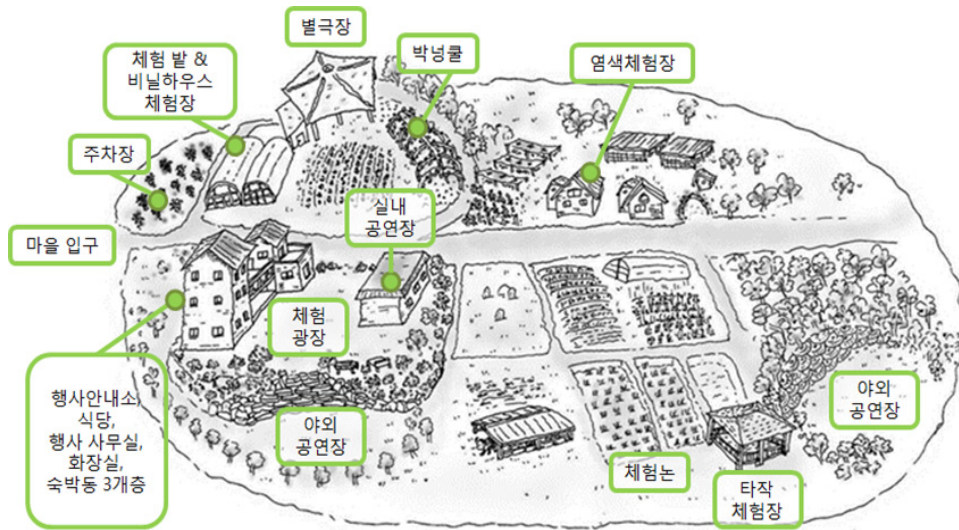 별극장
체험 밭 &
비닐하우스
체험장
박넝쿨
염색체험장
주차장
실내
공연장
마을 입구
체험
광장
행사안내소,
식당,
행사 사무실,
화장실,
숙박동 3개층
야외
공연장
야외
공연장
체험논
타작
체험장